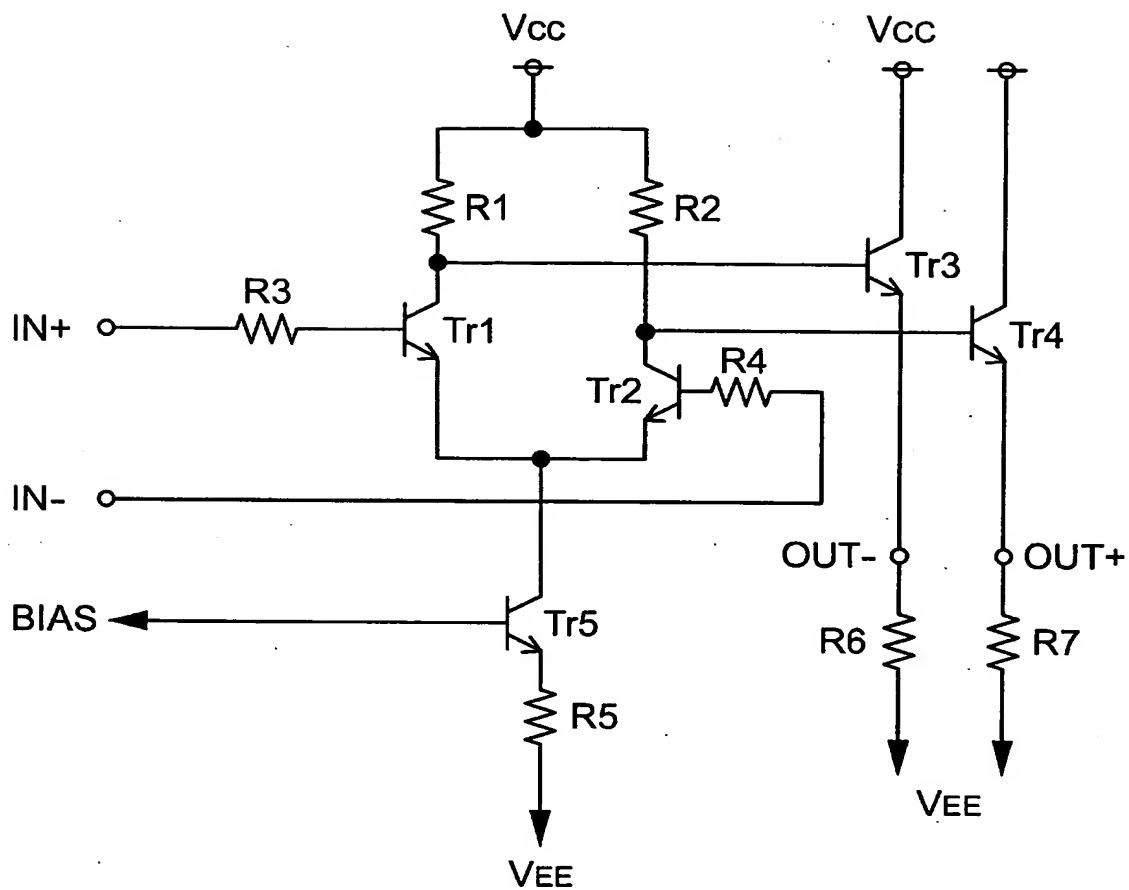 Vcc
VCC
R1
R2
Tr3
R3
IN+
Tr1
Tr4
R4
Tr2
IN-
OUT-
OUT+
BIAS
Tr5
R6
R7
R5
VEE
VEE